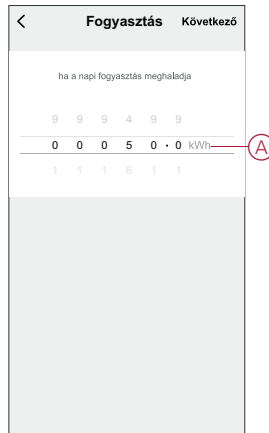 Fogyasztás Következő
ha a napi fogyasztás meghaladja
9 9 9 4 9 9
0 0 0 5 0 . 0 kWh A
1 1 1 6 1 1